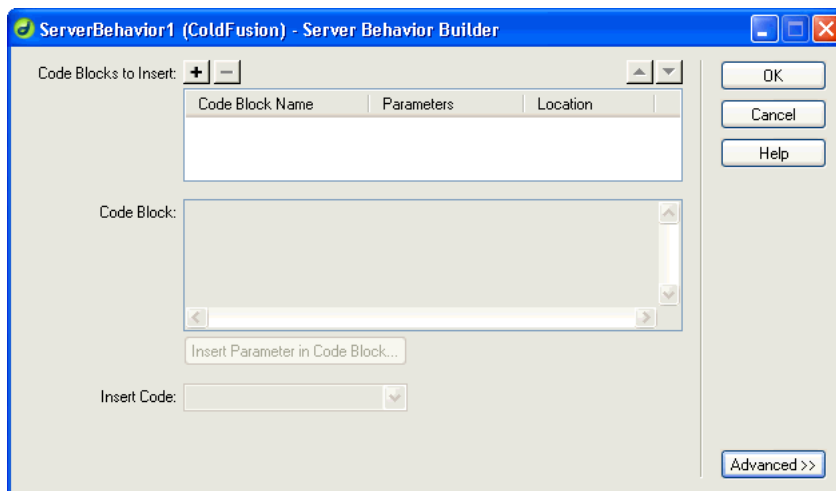 ServerBehavior1 (ColdFusion) - Server Behavior Builder
Code Blocks to Insert:
OK
Code Block Name Parameters Location
Cancel
Help
Code Block:
Insert Parameter in Code Block...
Insert Code:
Advanced >>